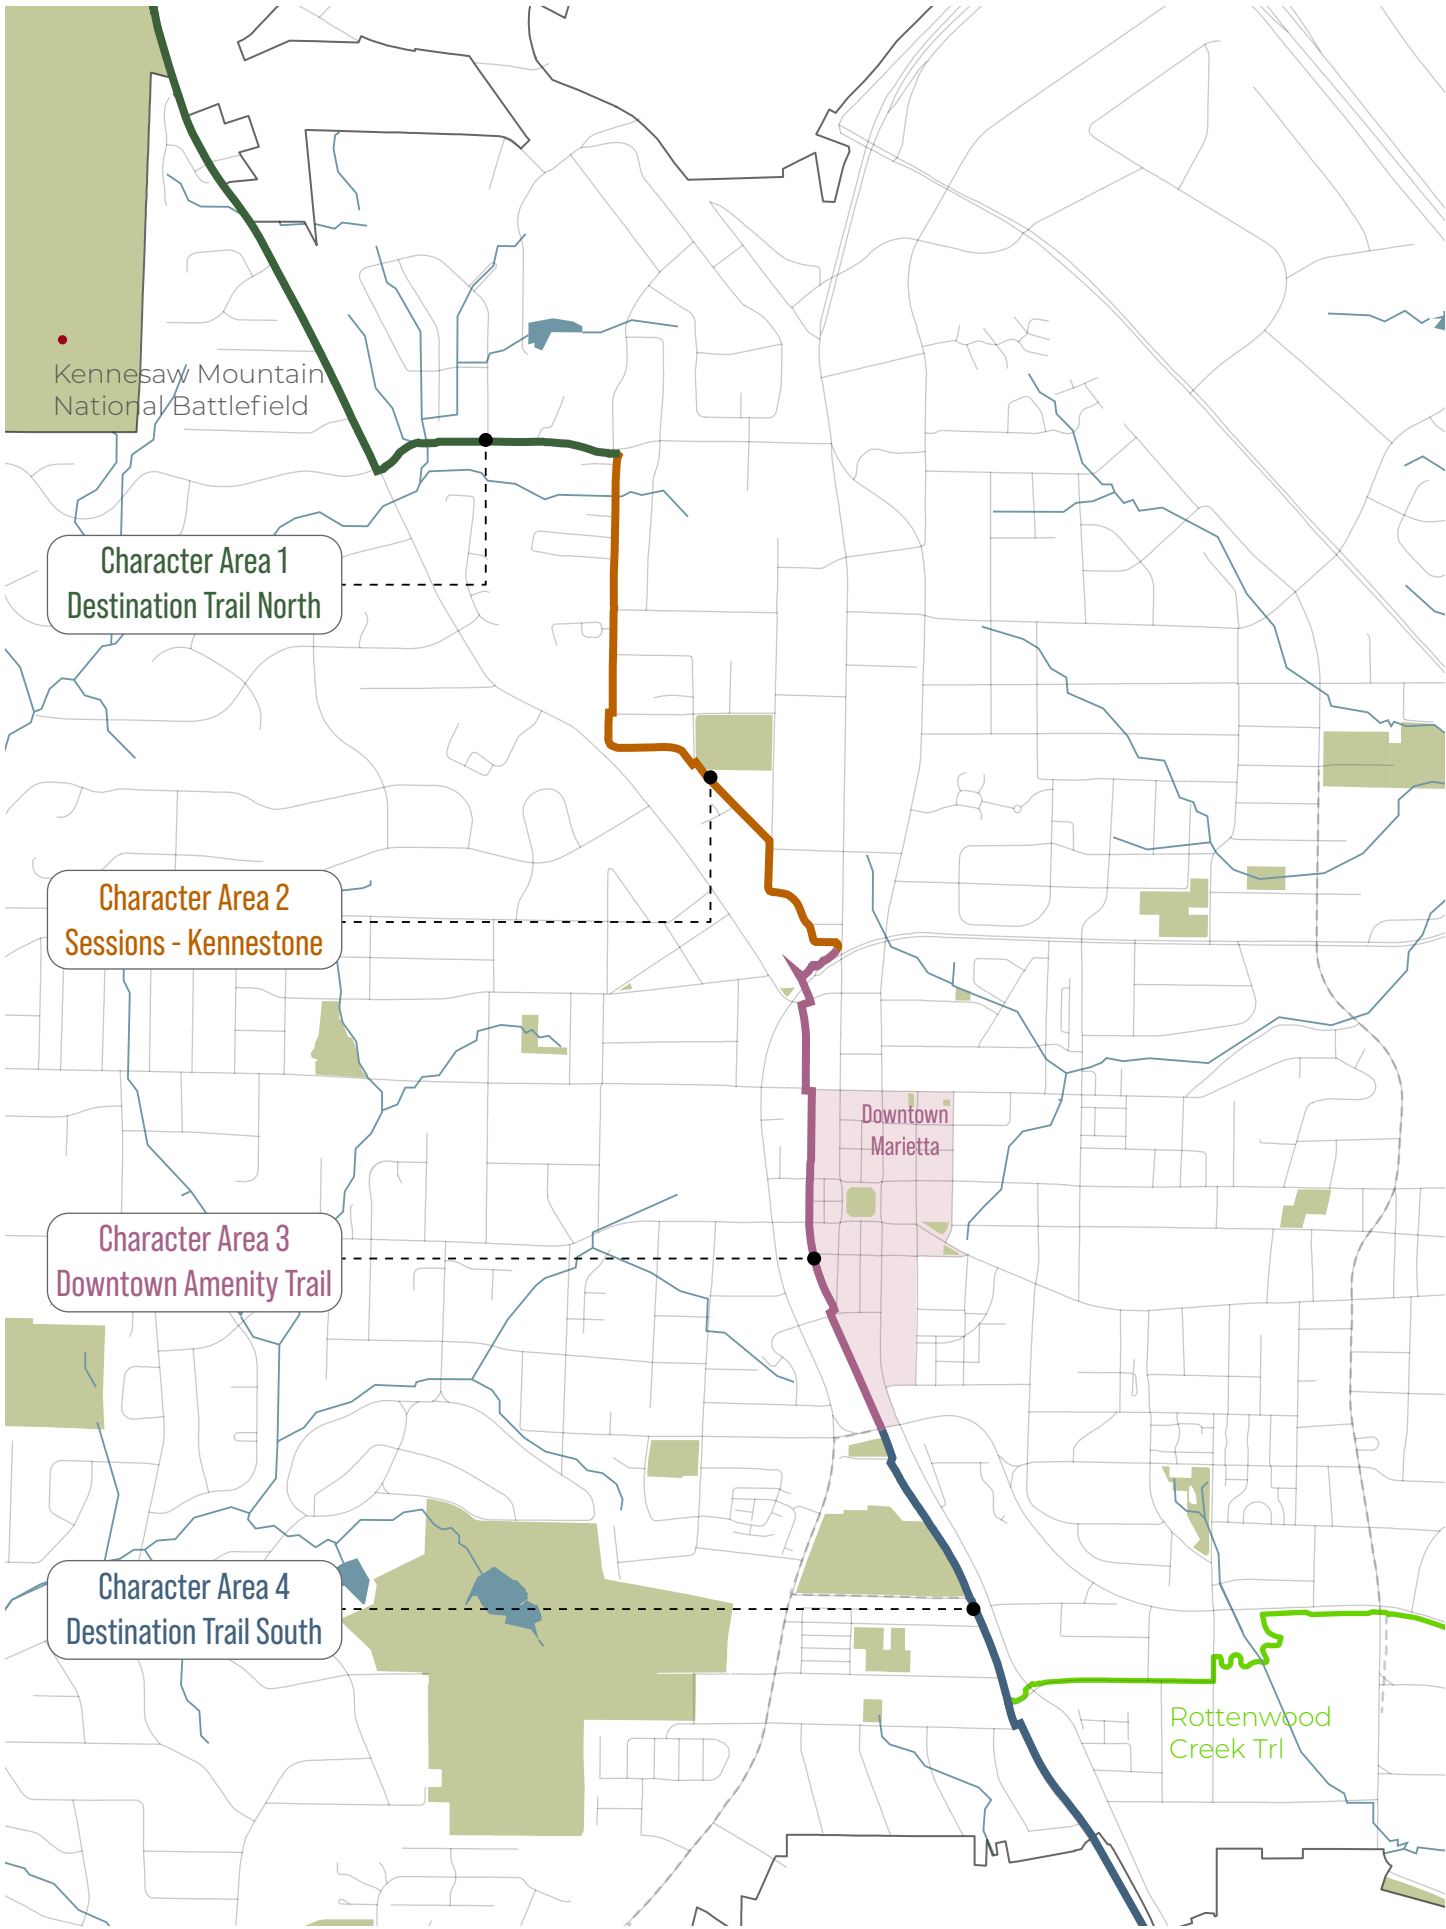 Kennesaw Mountain
National Battlefield
Character Area 1
Destination Trail North
Character Area 2
Sessions - Kennestone
Downtown
Marietta
Character Area 3
Downtown Amenity Trail
Character Area 4
Destination Trail South
Rottenwood
Creek Trl